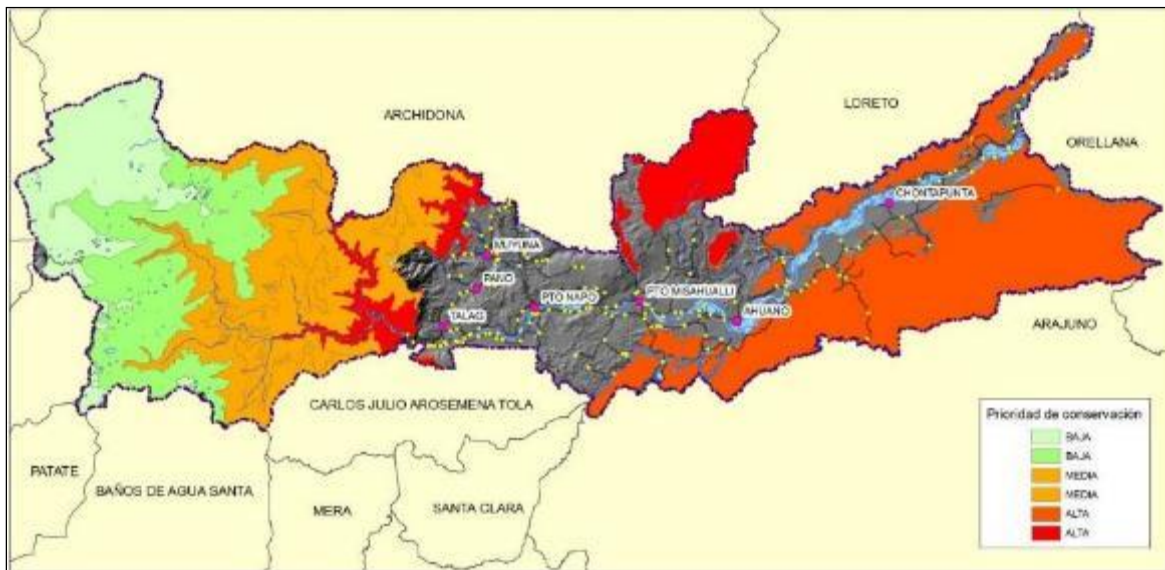 ARCHIDONA
LORETO
ORELLANA
CHONTAPUNTA
MUYUNA
PANO
PTO NAPO
PTO MISAHUALLI
TALAG
AHUANO
ARAJUNO
CARLOS JULIO AROSEMENA TOLA
PATATE
BAÑOS DE AGUA SANTA
MERA
SANTA CLARA
Prioridad de conservación
BAJA
BAJA
MEDIA
MEDIA
ALTA
ALTA